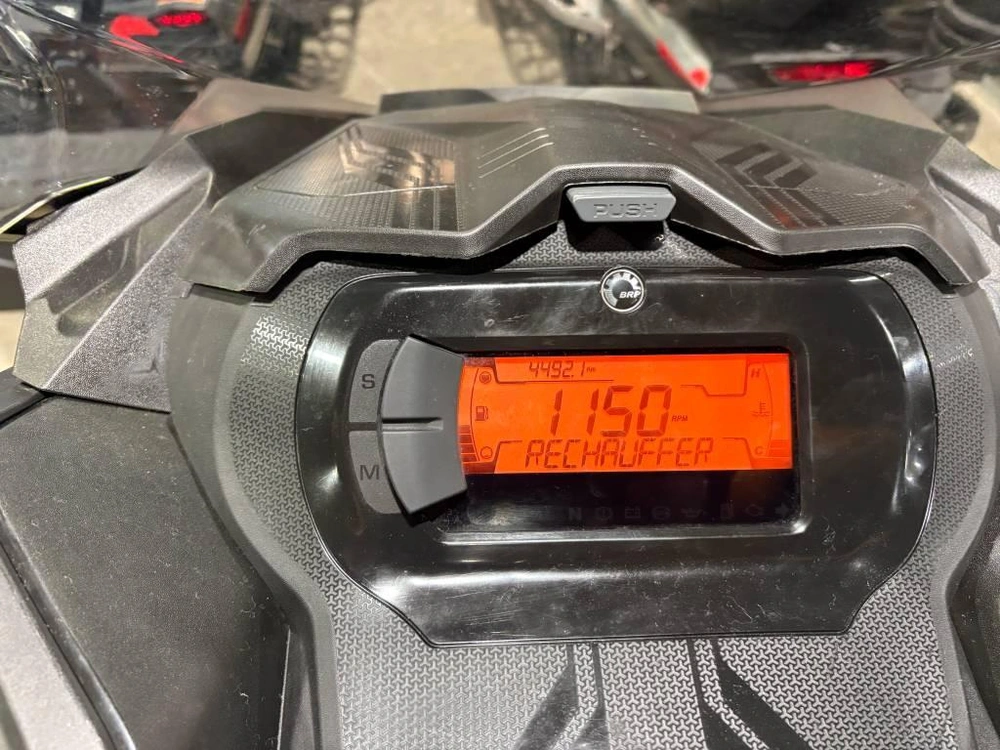 PUSH
BRP
S
4492.1
H
1150 RPM
E
M
RECHAUFFER
C
N